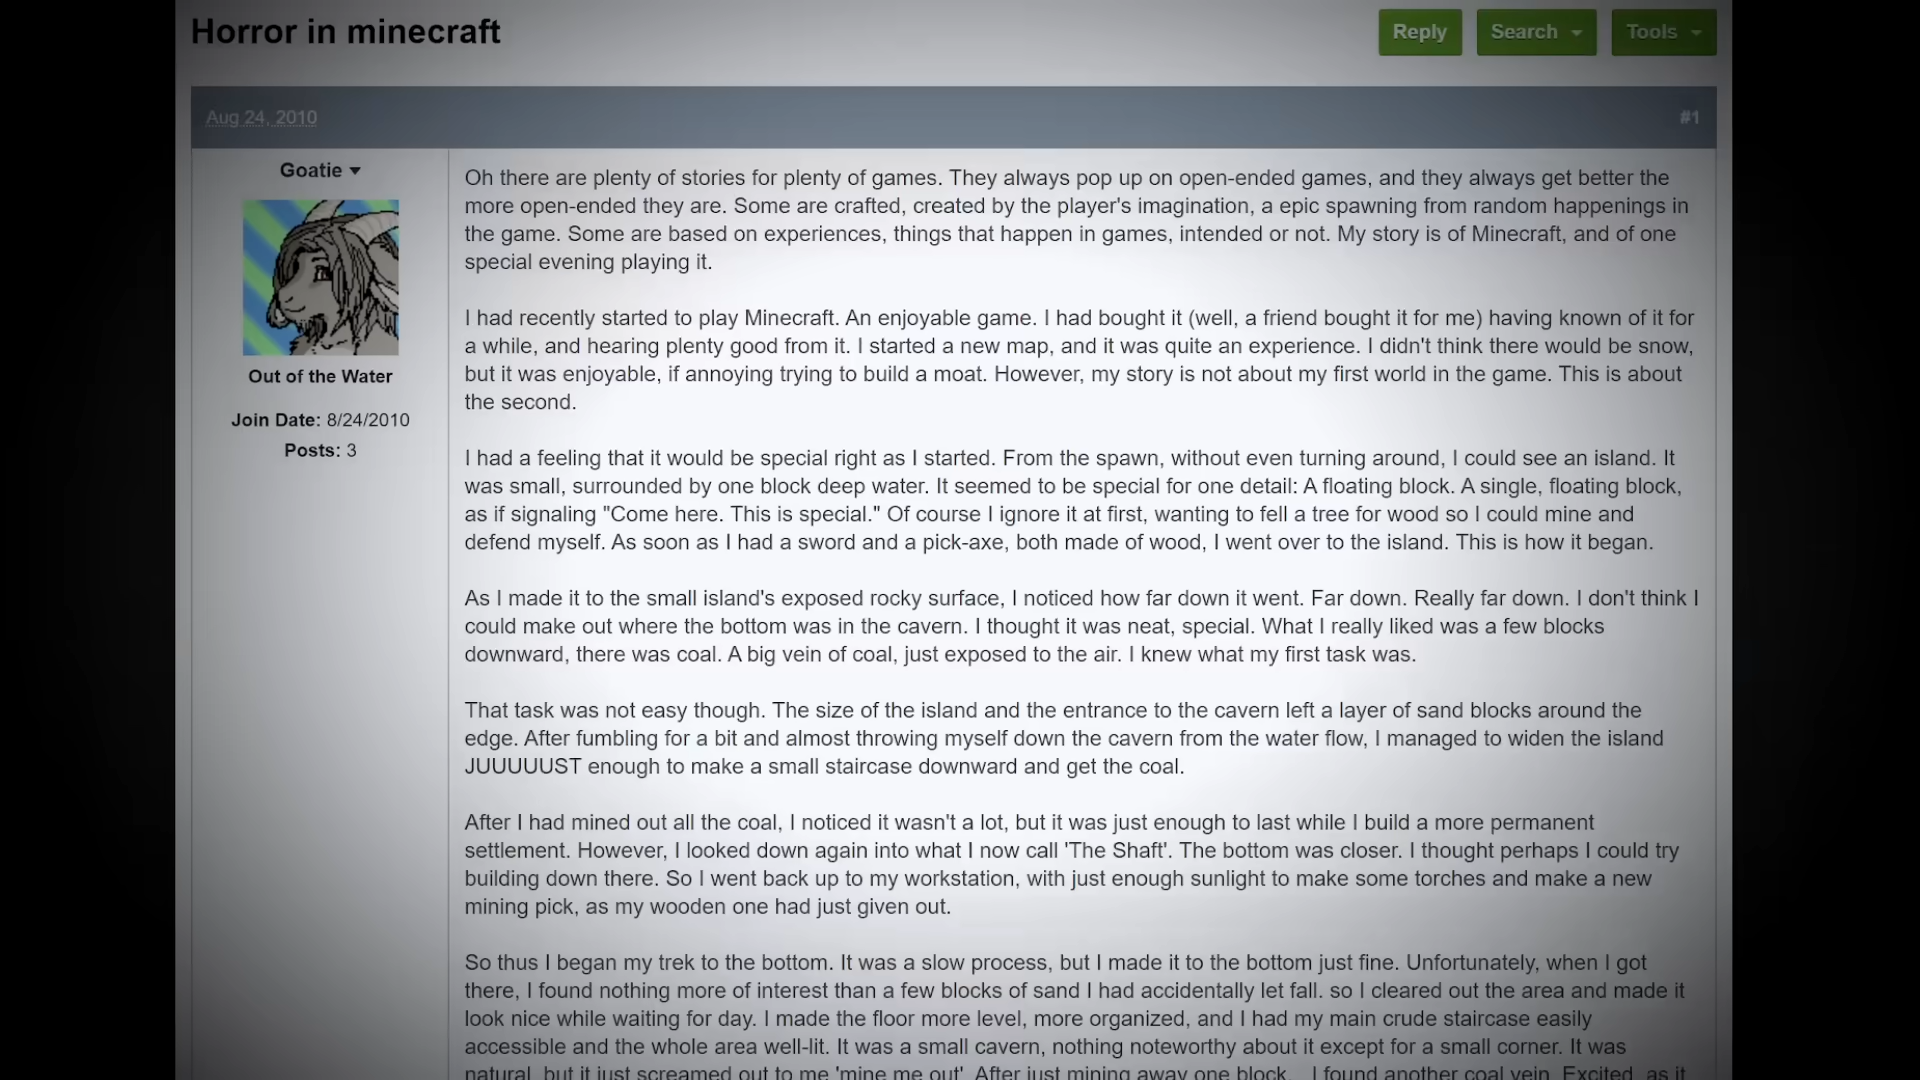 Horror in minecraft
Reply
Search
Tools
Aug 24, 2010
#1
Goatie
Out of the Water
Join Date: 8/24/2010
Posts: 3
Oh there are plenty of stories for plenty of games. They always pop up on open-ended games, and they always get better the
more open-ended they are. Some are crafted, created by the player's imagination, a epic spawning from random happenings in
the game. Some are based on experiences, things that happen in games, intended or not. My story is of Minecraft, and of one
special evening playing it.
I had recently started to play Minecraft. An enjoyable game. I had bought it (well, a friend bought it for me) having known of it for
a while, and hearing plenty good from it. I started a new map, and it was quite an experience. I didn't think there would be snow,
but it was enjoyable, if annoying trying to build a moat. However, my story is not about my first world in the game. This is about
the second.
I had a feeling that it would be special right as I started. From the spawn, without even turning around, I could see an island. It
was small, surrounded by one block deep water. It seemed to be special for one detail: A floating block. A single, floating block,
as if signaling "Come here. This is special." Of course I ignore it at first, wanting to fell a tree for wood so I could mine and
defend myself. As soon as I had a sword and a pick-axe, both made of wood, I went over to the island. This is how it began.
As I made it to the small island's exposed rocky surface, I noticed how far down it went. Far down. Really far down. I don't think I
could make out where the bottom was in the cavern. I thought it was neat, special. What I really liked was a few blocks
downward, there was coal. A big vein of coal, just exposed to the air. I knew what my first task was.
That task was not easy though. The size of the island and the entrance to the cavern left a layer of sand blocks around the
edge. After fumbling for a bit and almost throwing myself down the cavern from the water flow, I managed to widen the island
JUUUUUST enough to make a small staircase downward and get the coal.
After I had mined out all the coal, I noticed it wasn't a lot, but it was just enough to last while I build a more permanent
settlement. However, I looked down again into what I now call 'The Shaft'. The bottom was closer. I thought perhaps I could try
building down there. So I went back up to my workstation, with just enough sunlight to make some torches and make a new
mining pick, as my wooden one had just given out.
So thus I began my trek to the bottom. It was a slow process, but I made it to the bottom just fine. Unfortunately, when I got
there, I found nothing more of interest than a few blocks of sand I had accidentally let fall. so I cleared out the area and made it
look nice while waiting for day. I made the floor more level, more organized, and I had my main crude staircase easily
accessible and the whole area well-lit. It was a small cavern, nothing noteworthy about it except for a small corner. It was
natural, but it just screamed out to me 'mine me out'. After just mining away one block... I found another coal vein. Excited, as it